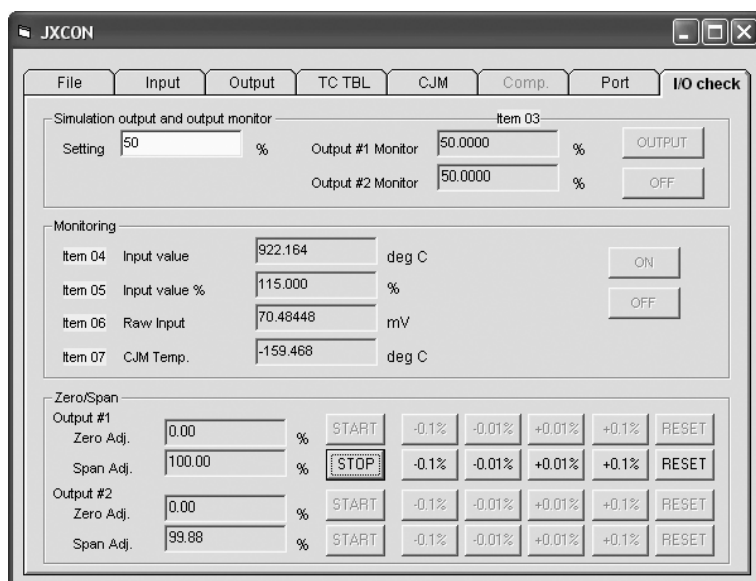 JXCON
File Input Output TC TBL CJM Comp. Port I/O check
Simulation output and output monitor Item 03
Setting 50 % Output #1 Monitor 50.0000 % OUTPUT
Output #2 Monitor 50.0000 % OFF
Monitoring
Item 04 Input value 922.164 deg C ON
Item 05 Input value % 115.000 %
OFF
Item 06 Raw Input 70.48448 mV
Item 07 CJM Temp. -159.468 deg C
Zero/Span
Output #1
Zero Adj. 0.00 % START -0.1% -0.01% +0.01% +0.1% RESET
Span Adj. 100.00 % STOP -0.1% -0.01% +0.01% +0.1% RESET
Output #2
Zero Adj. 0.00 % START -0.1% -0.01% +0.01% +0.1% RESET
Span Adj. 99.88 % START -0.1% -0.01% +0.01% +0.1% RESET